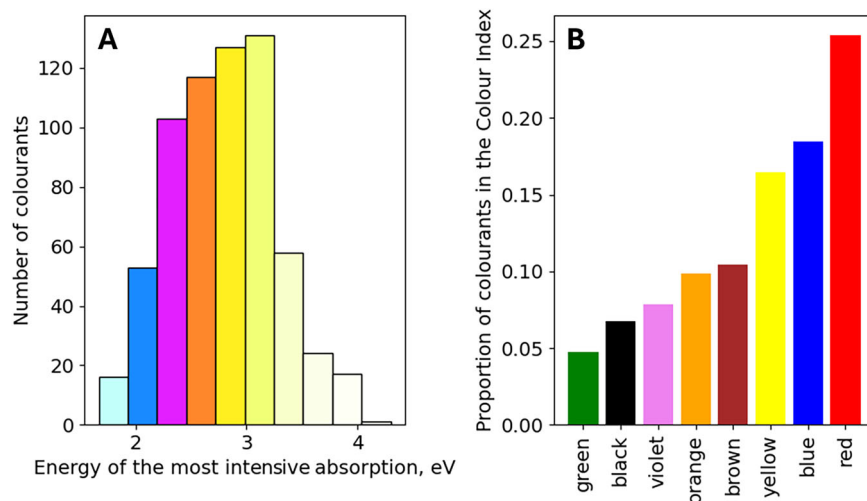 A
Number of colourants
120
100
80
60
40
20
0
2 3 4
Energy of the most intensive absorption, eV
B
Proportion of colourants in the Colour Index
0.25
0.20
0.15
0.10
0.05
0.00
green
black
violet
orange
brown
yellow
blue
red